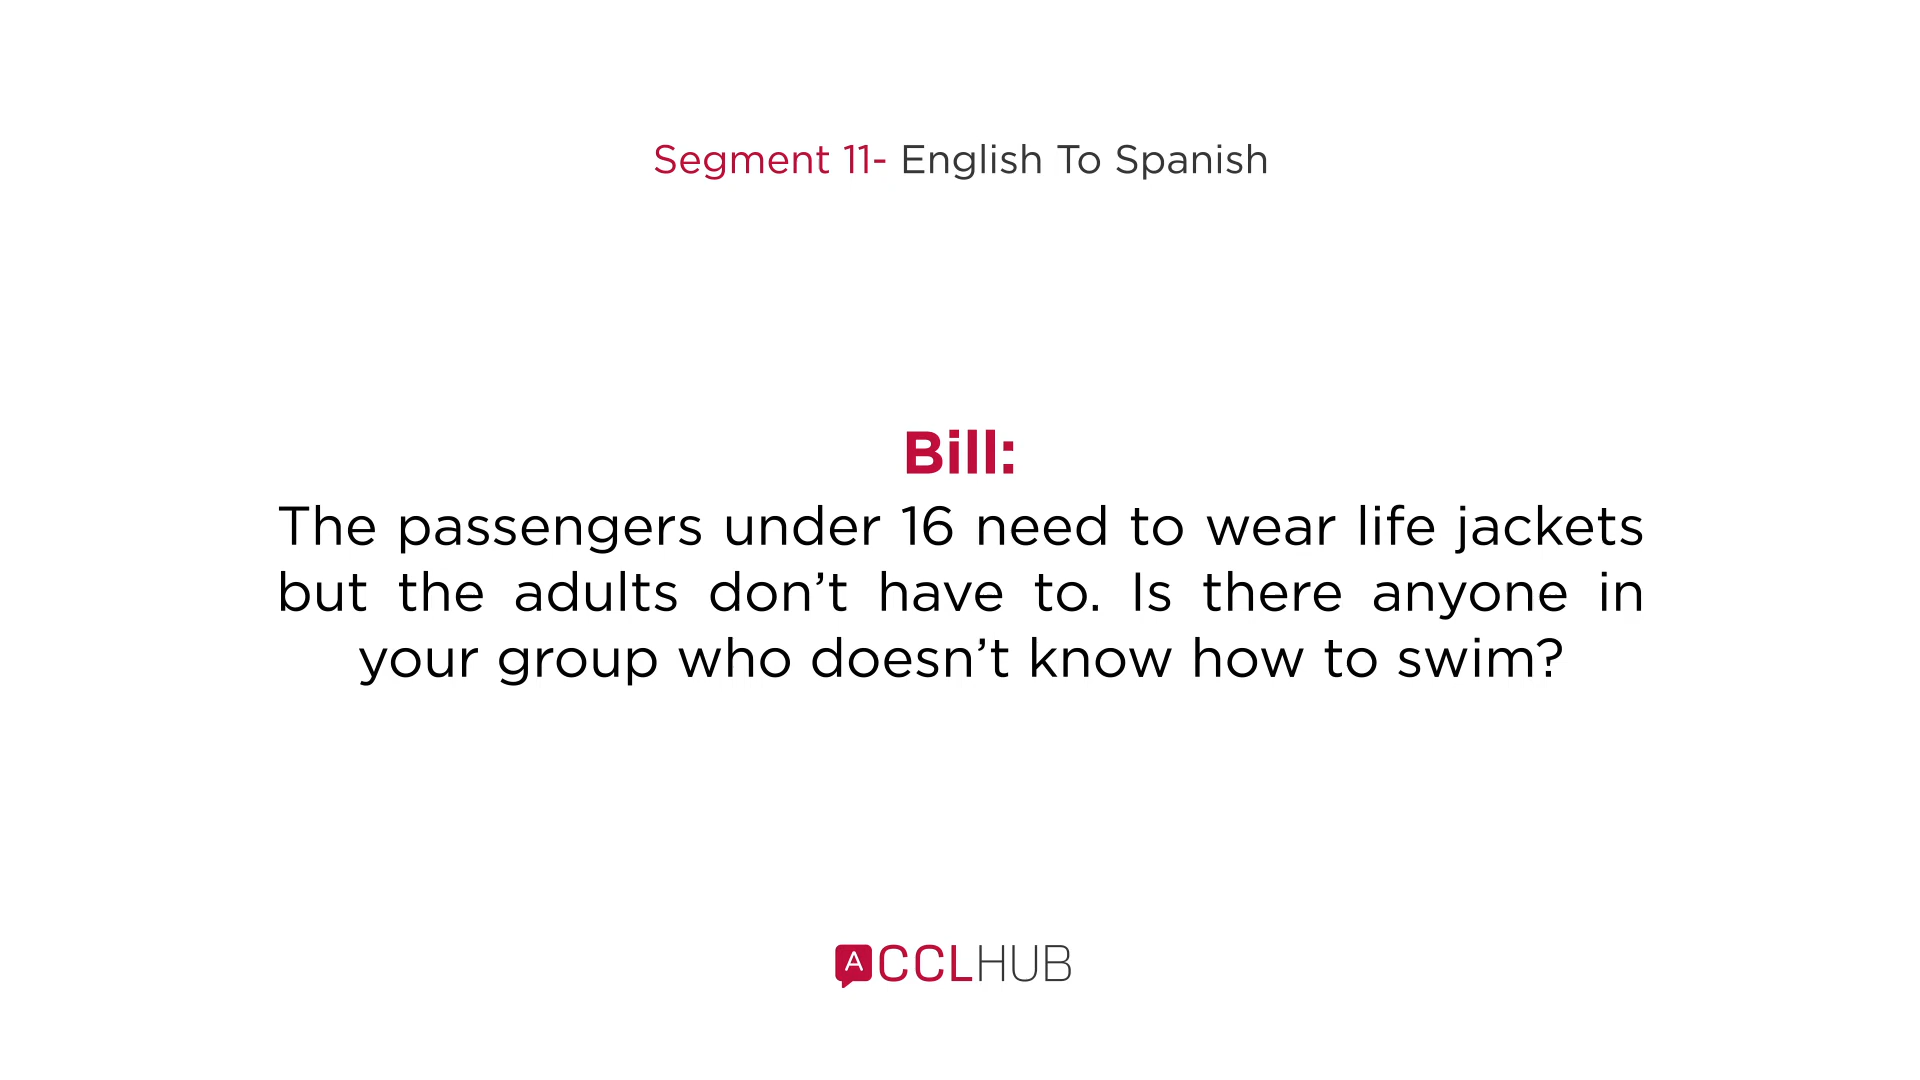 Segment 11- English To Spanish
Bill:
The passengers under 16 need to wear life jackets
but the adults don’t have to. Is there anyone in
your group who doesn’t know how to swim?
A CCLHUB